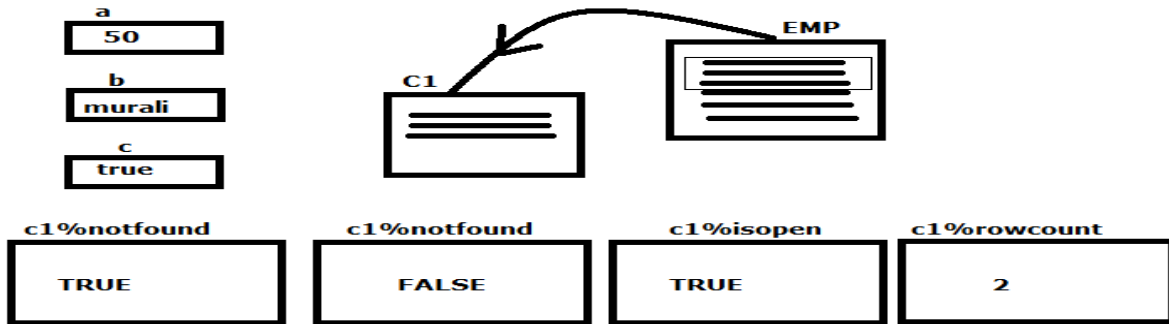 a
50
b
murali
c
true
C1
EMP
c1%notfound
TRUE
c1%notfound
FALSE
c1%isopen
TRUE
c1%rowcount
2